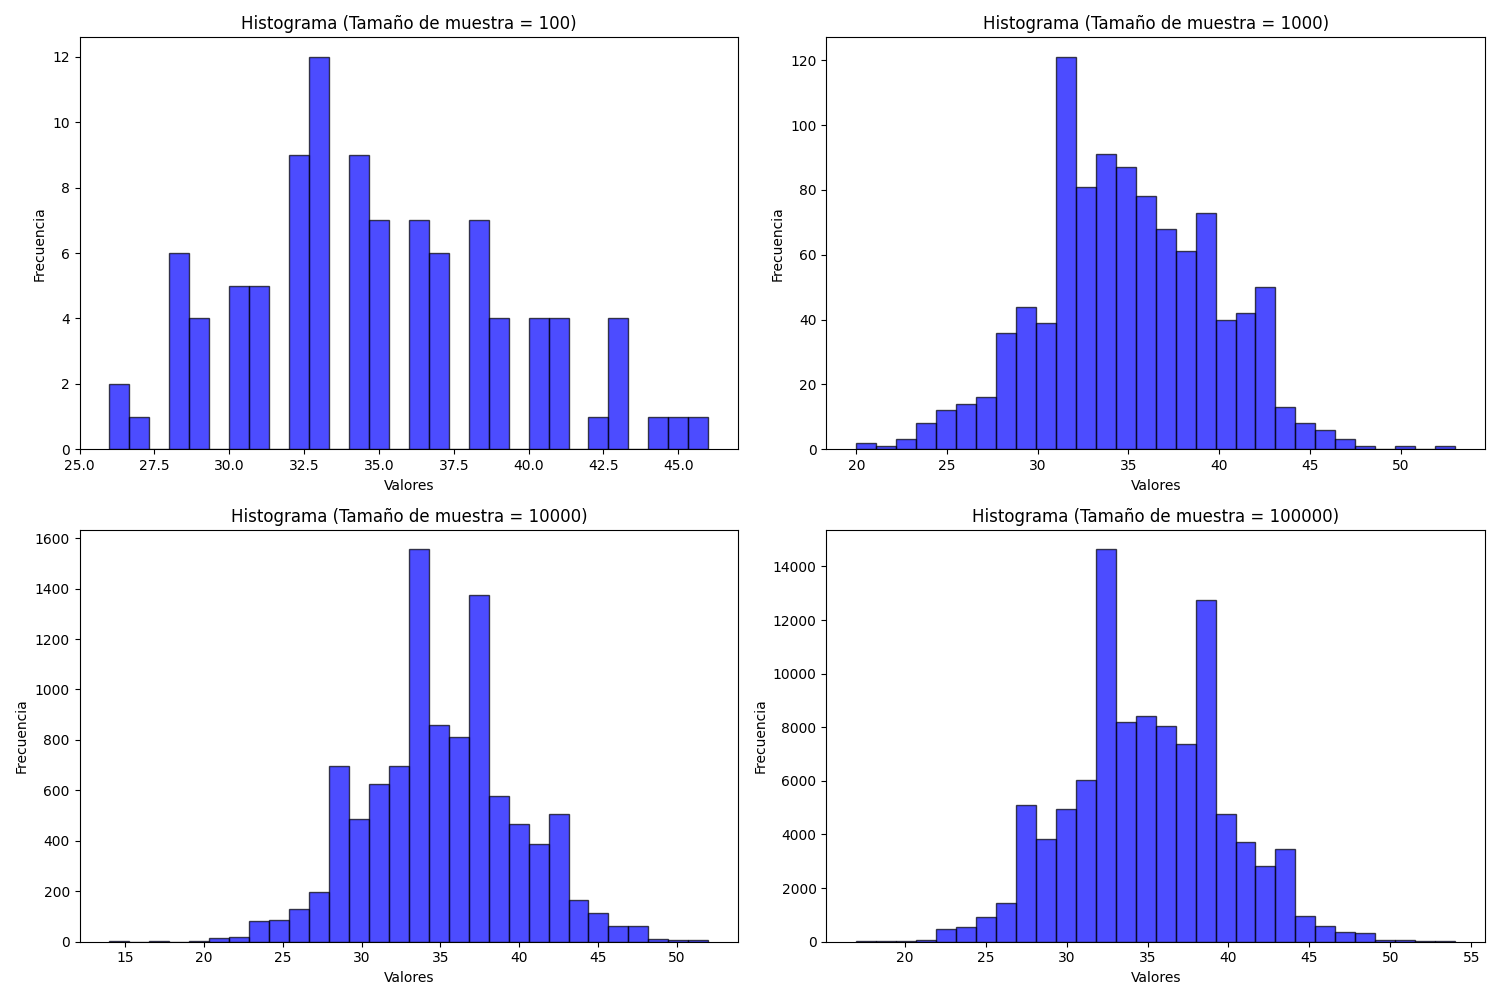 Histograma (Tamaño de muestra = 100)
12
10
8
6
4
2
0
Frecuencia
25.0 27.5 30.0 32.5 35.0 37.5 40.0 42.5 45.0
Valores
Histograma (Tamaño de muestra = 1000)
120
100
80
60
40
20
0
Frecuencia
20 25 30 35 40 45 50
Valores
Histograma (Tamaño de muestra = 10000)
1600
1400
1200
1000
800
600
400
200
0
Frecuencia
15 20 25 30 35 40 45 50
Valores
Histograma (Tamaño de muestra = 100000)
14000
12000
10000
8000
6000
4000
2000
0
Frecuencia
20 25 30 35 40 45 50 55
Valores